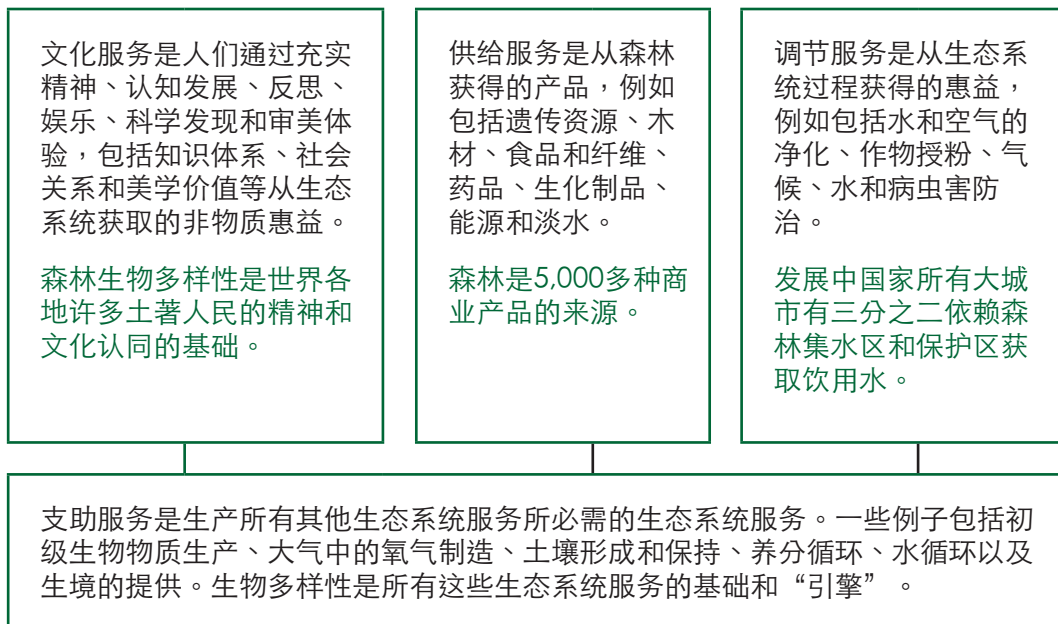 文化服务是人们通过充实
精神、认知发展、反思、
娱乐、科学发现和审美体
验，包括知识体系、社会
关系和美学价值等从生态
系统获取的非物质惠益。
森林生物多样性是世界各
地许多土著人民的精神和
文化认同的基础。
供给服务是从森林
获得的产品，例如
包括遗传资源、木
材、食品和纤维、
药品、生化制品、
能源和淡水。
森林是5,000多种商
业产品的来源。
调节服务是从生态系
统过程获得的惠益，
例如包括水和空气的
净化、作物授粉、气
候、水和病虫害防
治。
发展中国家所有大城
市有三分之二依赖森
林集水区和保护区获
取饮用水。
支助服务是生产所有其他生态系统服务所必需的生态系统服务。一些例子包括初
级生物物质生产、大气中的氧气制造、土壤形成和保持、养分循环、水循环以及
生境的提供。生物多样性是所有这些生态系统服务的基础和“引擎”。